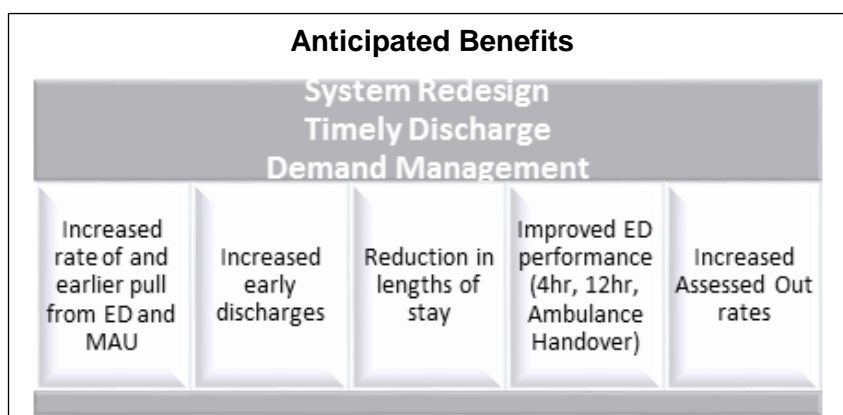 Anticipated Benefits
System Redesign
Timely Discharge
Demand Management
Increased
rate of and
earlier pull
from ED and
MAU
Increased
early
discharges
Reduction in
lengths of
stay
Improved ED
performance
(4hr, 12hr,
Ambulance
Handover)
Increased
Assessed Out
rates